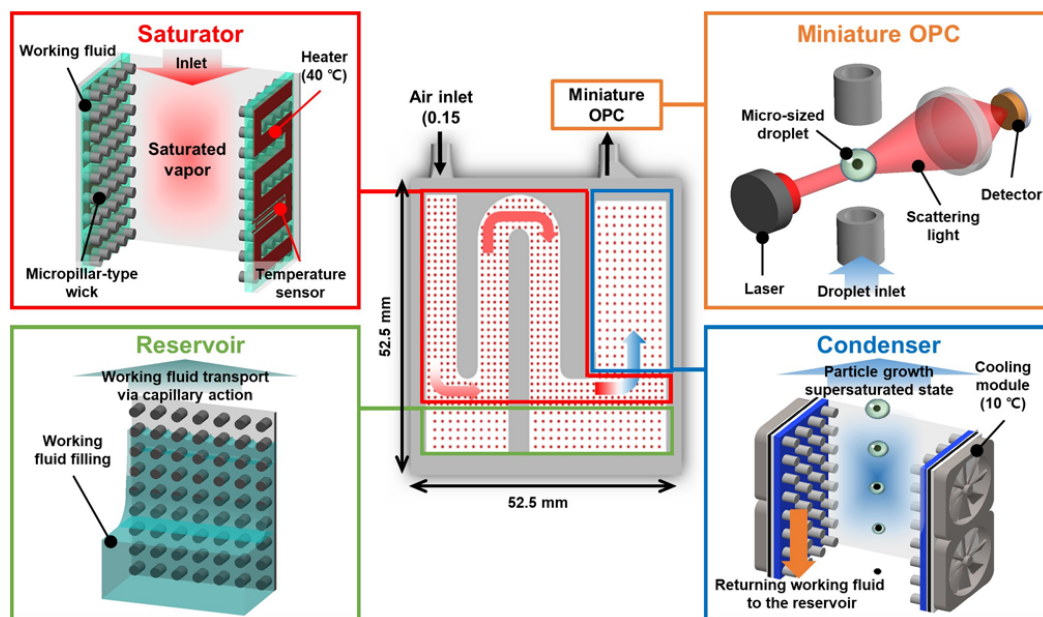 Saturator
Working fluid
Inlet
Heater
(40 ℃)
Saturated
vapor
Micropillar-type
wick
Temperature
sensor
Air inlet
(0.15
Miniature
OPC
52.5 mm
52.5 mm
Miniature OPC
Micro-sized
droplet
Detector
Scattering
light
Laser
Droplet inlet
Reservoir
Working fluid transport
via capillary action
Working
fluid filling
Condenser
Particle growth
supersaturated state
Cooling
module
(10 ℃)
Returning working fluid
to the reservoir